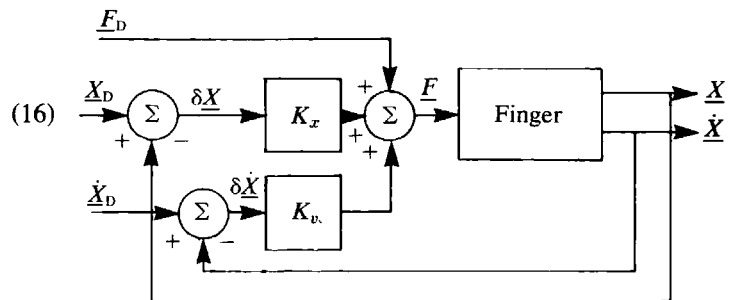 F_D
(16) X_D + Σ − δX K_x + + + Σ F Finger X
Ẋ
Ẋ_D + Σ − δẊ K_v